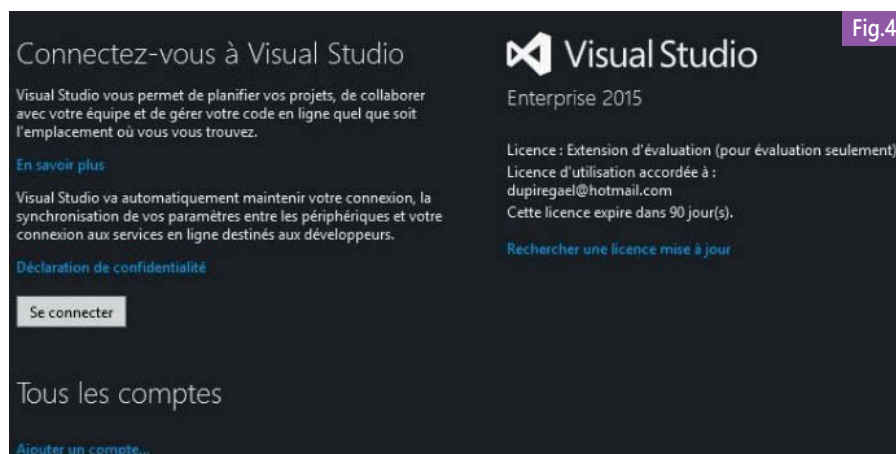 Fig.4
Connectez-vous à Visual Studio
Visual Studio vous permet de planifier vos projets, de collaborer
avec votre équipe et de gérer votre code en ligne quel que soit
l'emplacement où vous vous trouvez.
En savoir plus
Visual Studio va automatiquement maintenir votre connexion, la
synchronisation de vos paramètres entre les périphériques et votre
connexion aux services en ligne destinés aux développeurs.
Déclaration de confidentialité
Se connecter
Tous les comptes
Ajouter un compte...
Visual Studio
Enterprise 2015
Licence : Extension d'évaluation (pour évaluation seulement)
Licence d'utilisation accordée à :
dupiregael@hotmail.com
Cette licence expire dans 90 jour(s).
Rechercher une licence mise à jour